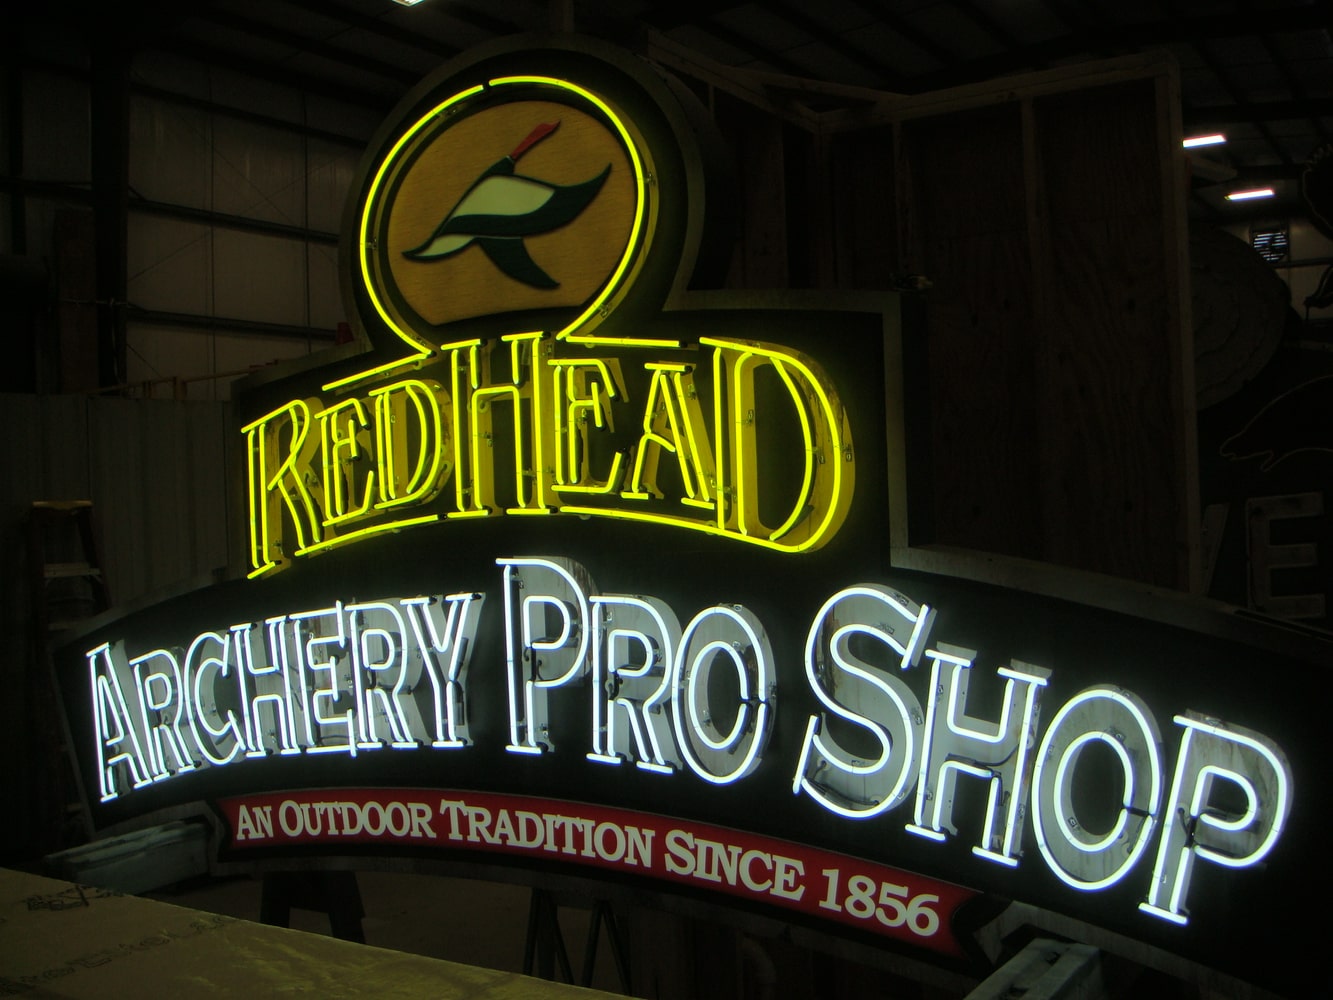 REDHEAD
ARCHERY PRO SHOP
AN OUTDOOR TRADITION SINCE 1856